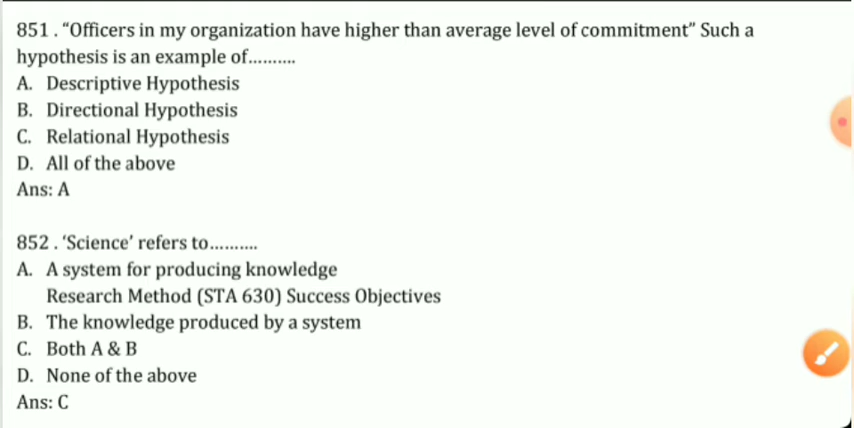 851 . “Officers in my organization have higher than average level of commitment” Such a
hypothesis is an example of..........
A. Descriptive Hypothesis
B. Directional Hypothesis
C. Relational Hypothesis
D. All of the above
Ans: A
852 . ‘Science’ refers to..........
A. A system for producing knowledge
Research Method (STA 630) Success Objectives
B. The knowledge produced by a system
C. Both A & B
D. None of the above
Ans: C